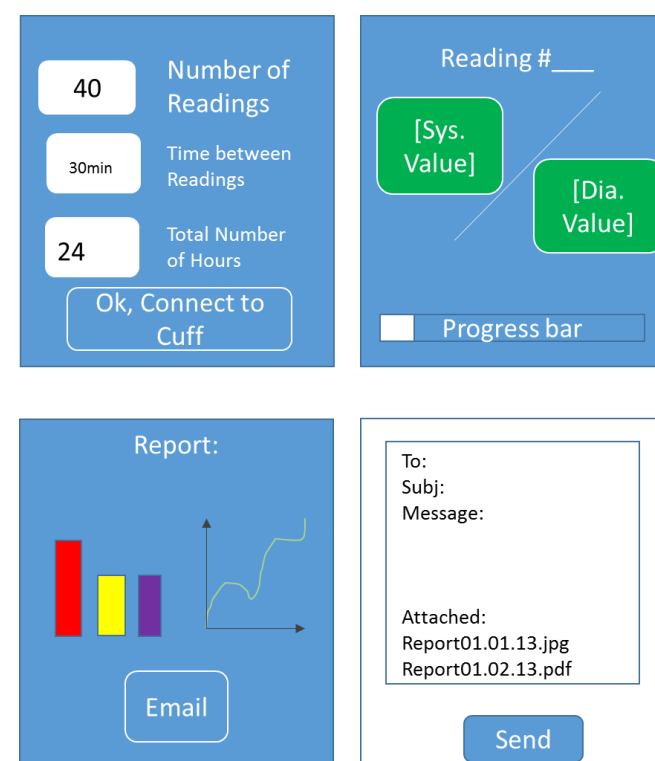 40
Number of
Readings
30min
Time between
Readings
24
Total Number
of Hours
Ok, Connect to
Cuff
Reading #___
[Sys.
Value]
[Dia.
Value]
Progress bar
Report:
Email
To:
Subj:
Message:
Attached:
Report01.01.13.jpg
Report01.02.13.pdf
Send